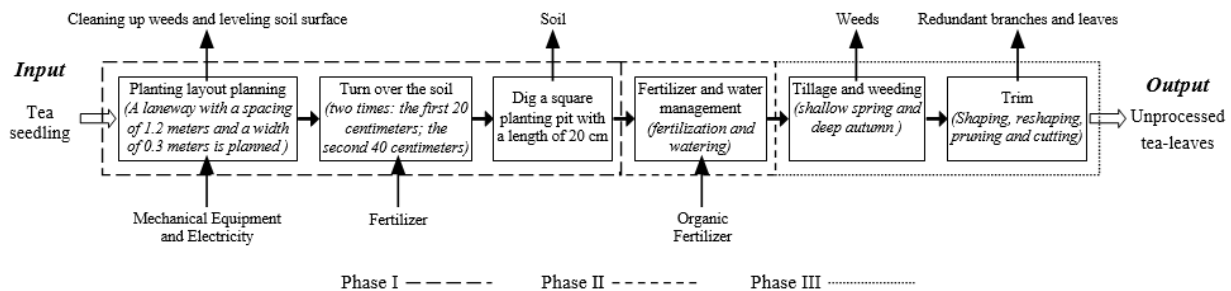 Cleaning up weeds and leveling soil surface
Soil
Weeds
Redundant branches and leaves
Input
Tea
seedling
Planting layout planning
(A laneway with a spacing
of 1.2 meters and a width
of 0.3 meters is planned)
Turn over the soil
(two times: the first 20
centimeters; the
second 40 centimeters)
Dig a square
planting pit with
a length of 20 cm
Fertilizer and water
management
(fertilization and
watering)
Tillage and weeding
(shallow spring and
deep autumn)
Trim
(Shaping, reshaping,
pruning and cutting)
Output
Unprocessed
tea-leaves
Mechanical Equipment
and Electricity
Fertilizer
Organic
Fertilizer
Phase I
Phase II
Phase III